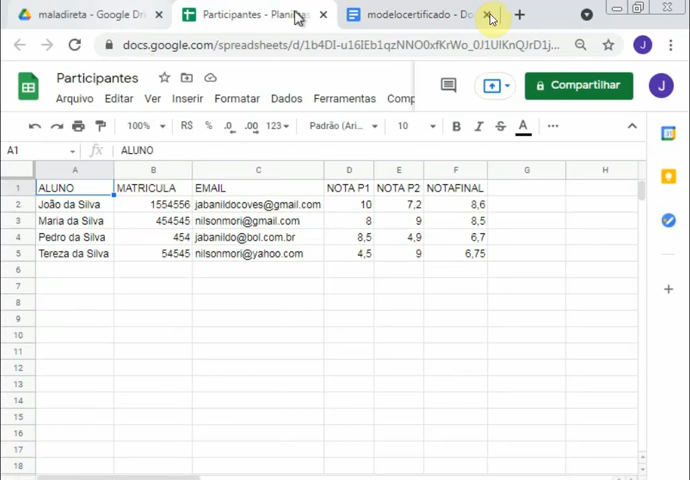 maladireta - Google Dri
Participantes - Planilhas
modelocertificado - Do
docs.google.com/spreadsheets/d/1b4DI-u16IEb1qzNNO0xfKrWo_0J1UlKnQJrD1j...
Participantes
Compartilhar
J
J
Arquivo Editar Ver Inserir Formatar Dados Ferramentas Comp
100% R$ % .0 .00 123 Padrão (Ari... 10 B I S A ...
A1 fx ALUNO
A B C D E F G H
1 ALUNO MATRICULA EMAIL NOTA P1 NOTA P2 NOTAFINAL
2 João da Silva 1554556 jabanildocoves@gmail.com 10 7,2 8,6
3 Maria da Silva 454545 nilsonmori@gmail.com 8 9 8,5
4 Pedro da Silva 454 jabanildo@bol.com.br 8,5 4,9 6,7
5 Tereza da Silva 54545 nilsonmori@yahoo.com 4,5 9 6,75
6
7
8
9
10
11
12
13
14
15
16
17
18